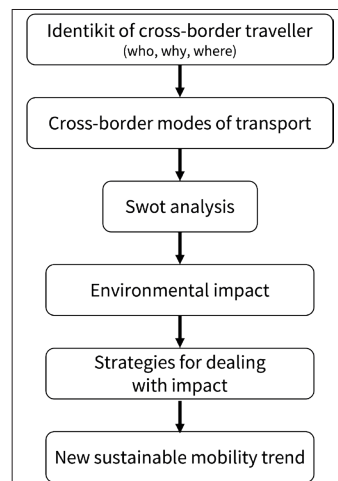 Identikit of cross-border traveller
(who, why, where)
Cross-border modes of transport
Swot analysis
Environmental impact
Strategies for dealing
with impact
New sustainable mobility trend